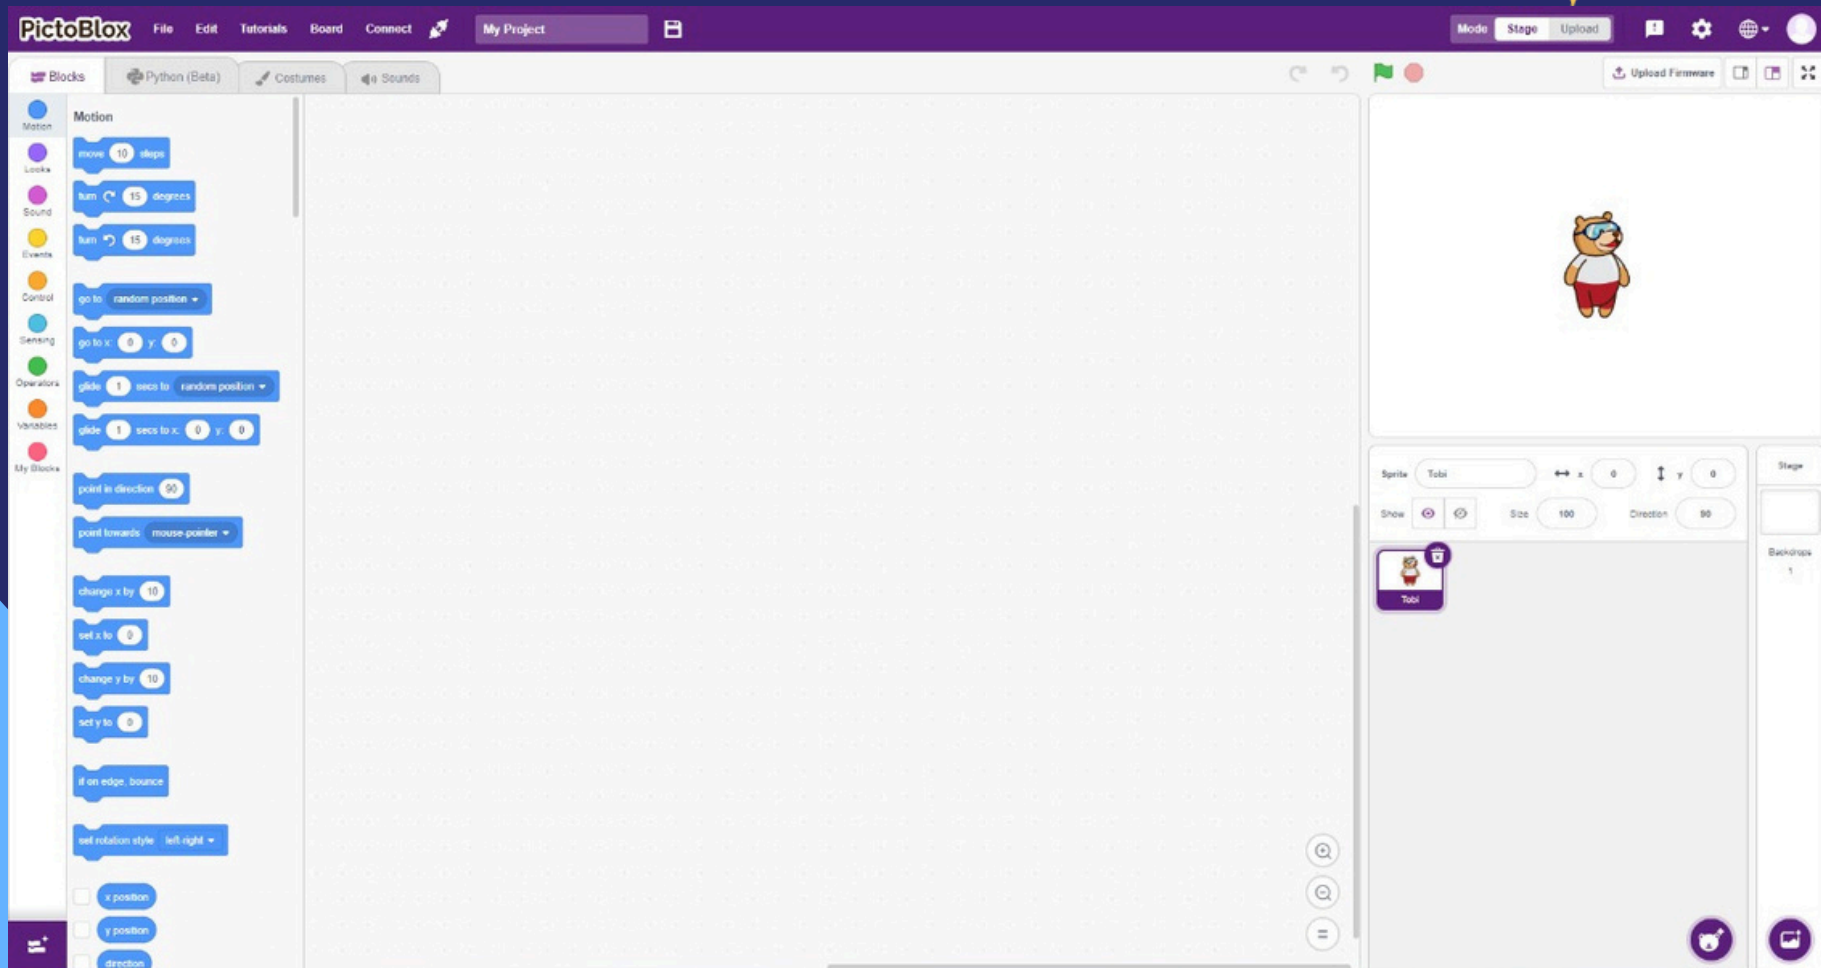 PictoBlox File Edit Tutorials Board Connect My Project Mode Stage Upload
Blocks Python (Beta) Costumes Sounds Upload Firmware
Motion
Looks
Sound
Events
Control
Sensing
Operators
Variables
My Blocks
Motion
move 10 steps
turn 15 degrees
turn 15 degrees
go to random position
go to x: 0 y: 0
glide 1 secs to random position
glide 1 secs to x: 0 y: 0
point in direction 90
point towards mouse-pointer
change x by 10
set x to 0
change y by 10
set y to 0
if on edge, bounce
set rotation style left-right
x position
y position
direction
Sprite Tobi x 0 y 0
Show Size 100 Direction 90
Tobi
Stage
Backdrops
1